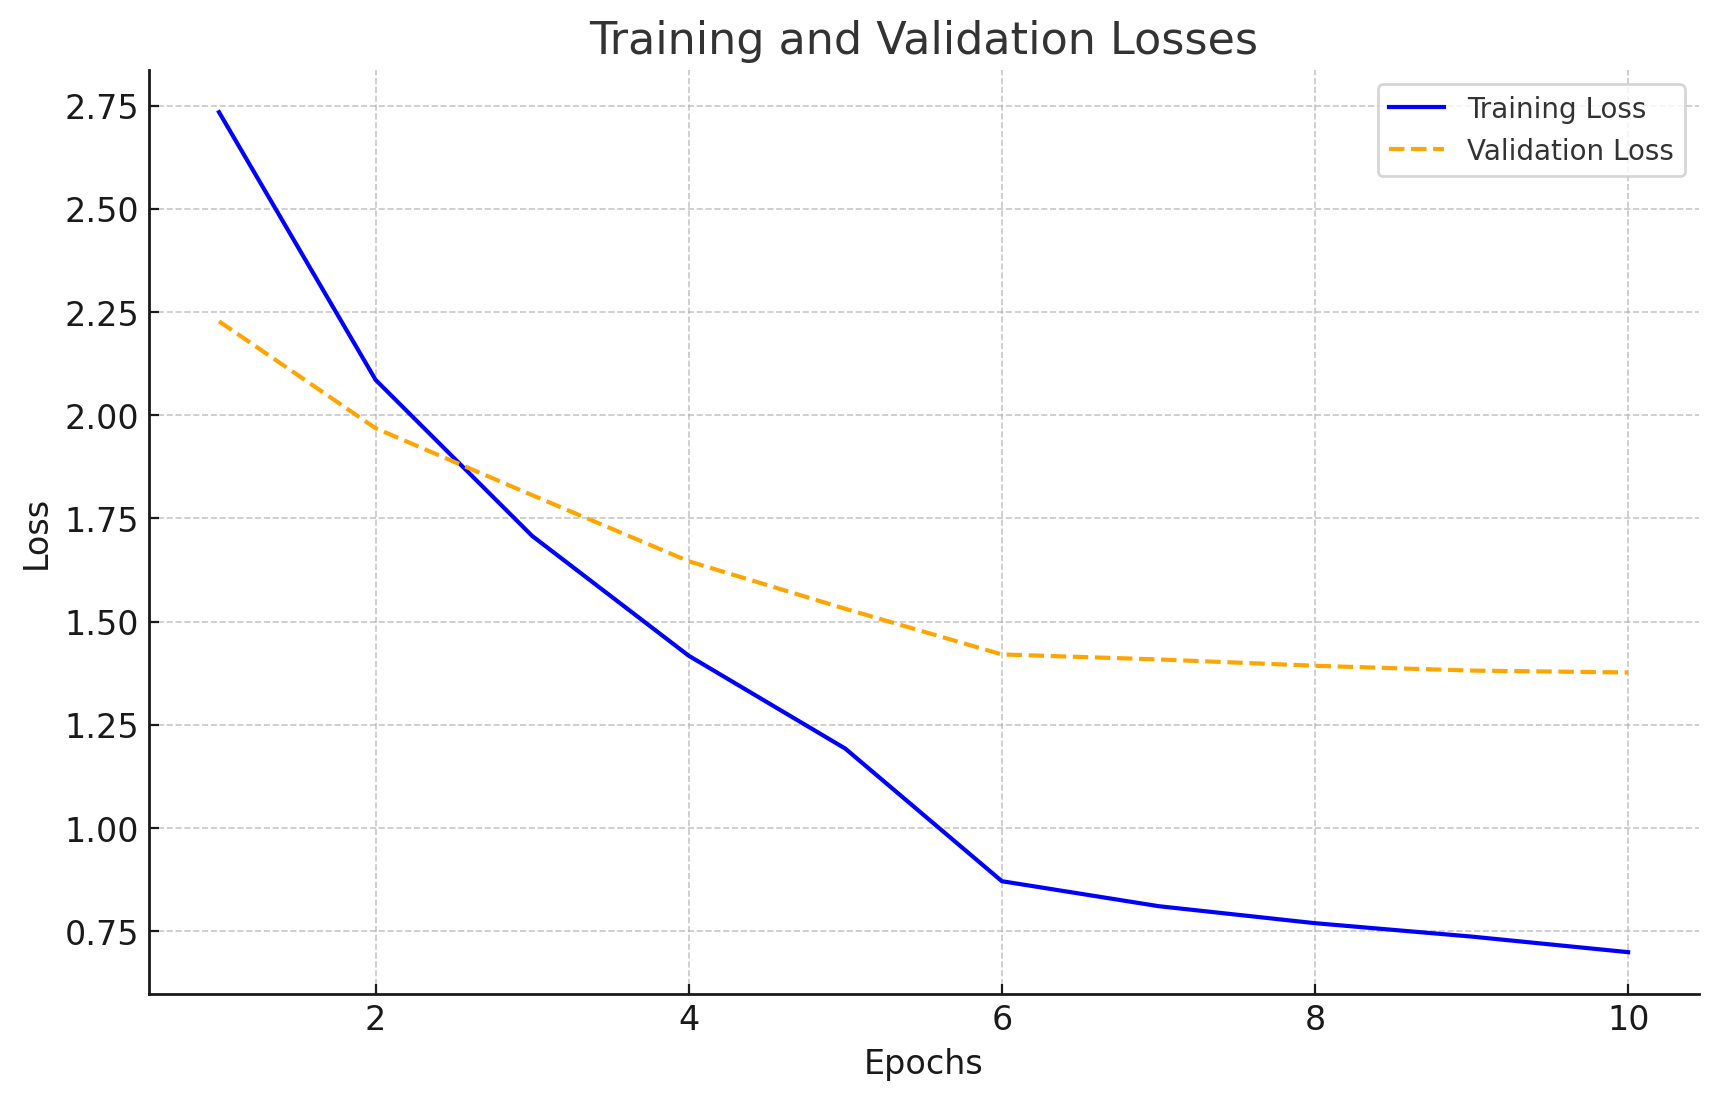 Training and Validation Losses
Training Loss
Validation Loss
2.75
2.50
2.25
2.00
1.75
1.50
1.25
1.00
0.75
Loss
2 4 6 8 10
Epochs